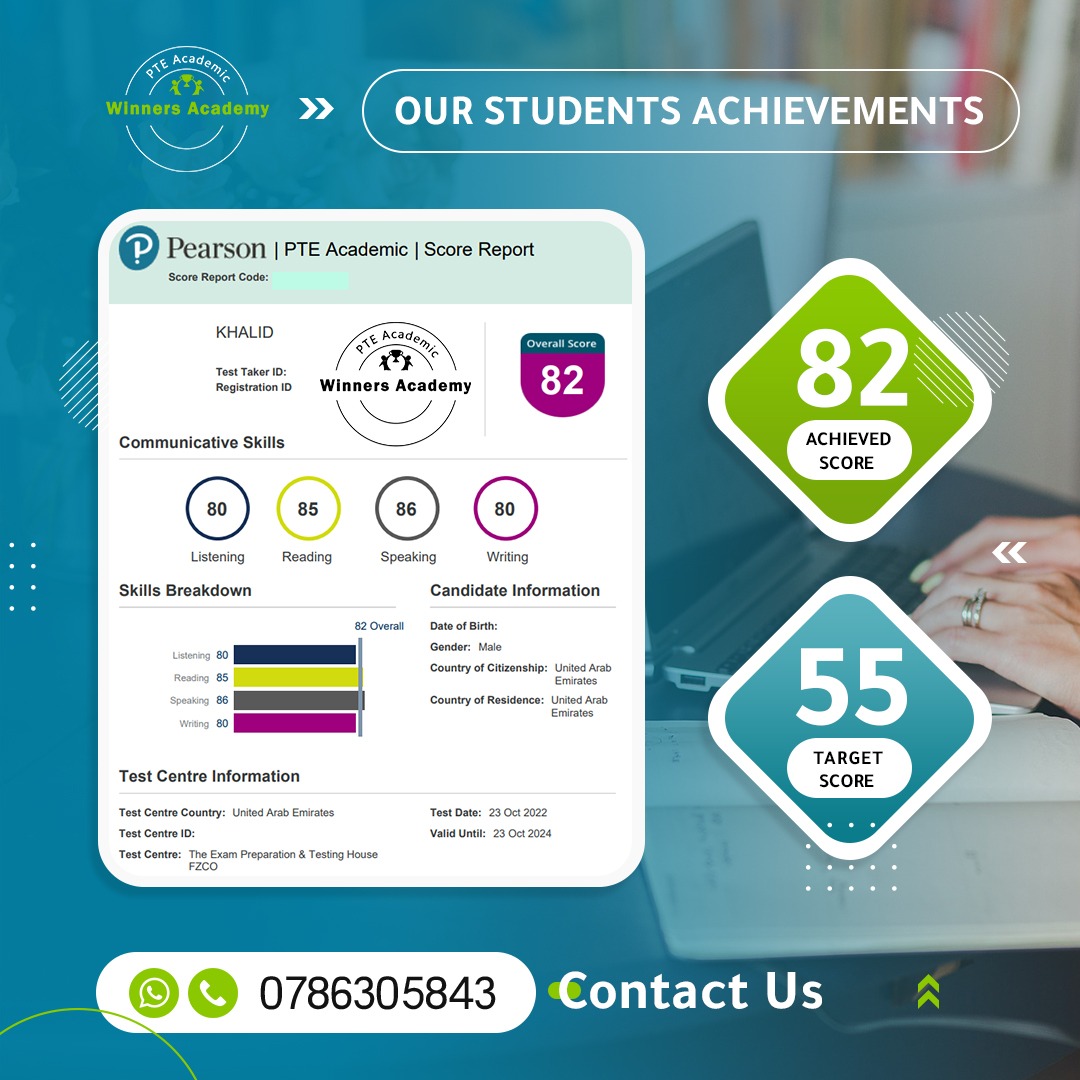 PTE Academic
Winners Academy
OUR STUDENTS ACHIEVEMENTS
Pearson | PTE Academic | Score Report
Score Report Code:
KHALID
Test Taker ID:
Registration ID
PTE Academic
Winners Academy
Overall Score
82
Communicative Skills
80 85 86 80
Listening Reading Speaking Writing
Skills Breakdown
82 Overall
Listening 80
Reading 85
Speaking 86
Writing 80
Candidate Information
Date of Birth:
Gender: Male
Country of Citizenship: United Arab
Emirates
Country of Residence: United Arab
Emirates
Test Centre Information
Test Centre Country: United Arab Emirates
Test Centre ID:
Test Centre: The Exam Preparation & Testing House
FZCO
Test Date: 23 Oct 2022
Valid Until: 23 Oct 2024
82
ACHIEVED
SCORE
55
TARGET
SCORE
0786305843
Contact Us